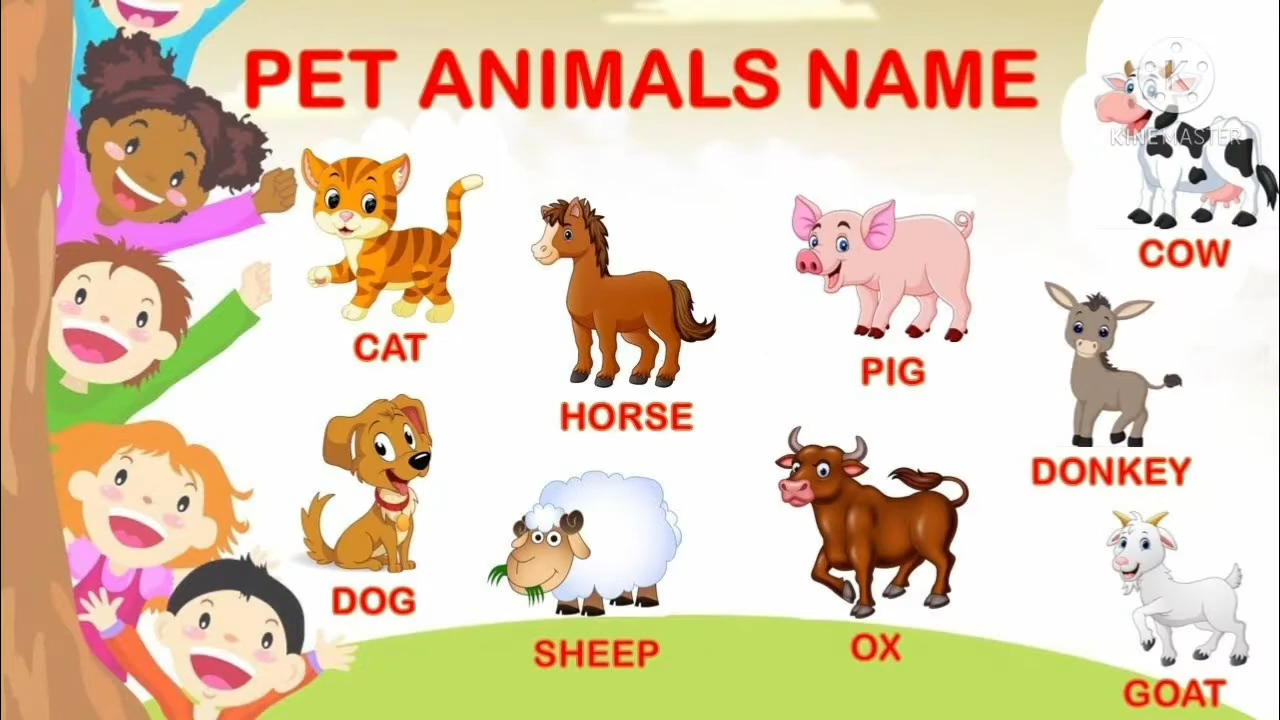 PET ANIMALS NAME
K
KINEMASTER
COW
CAT
PIG
HORSE
DONKEY
DOG
SHEEP
OX
GOAT